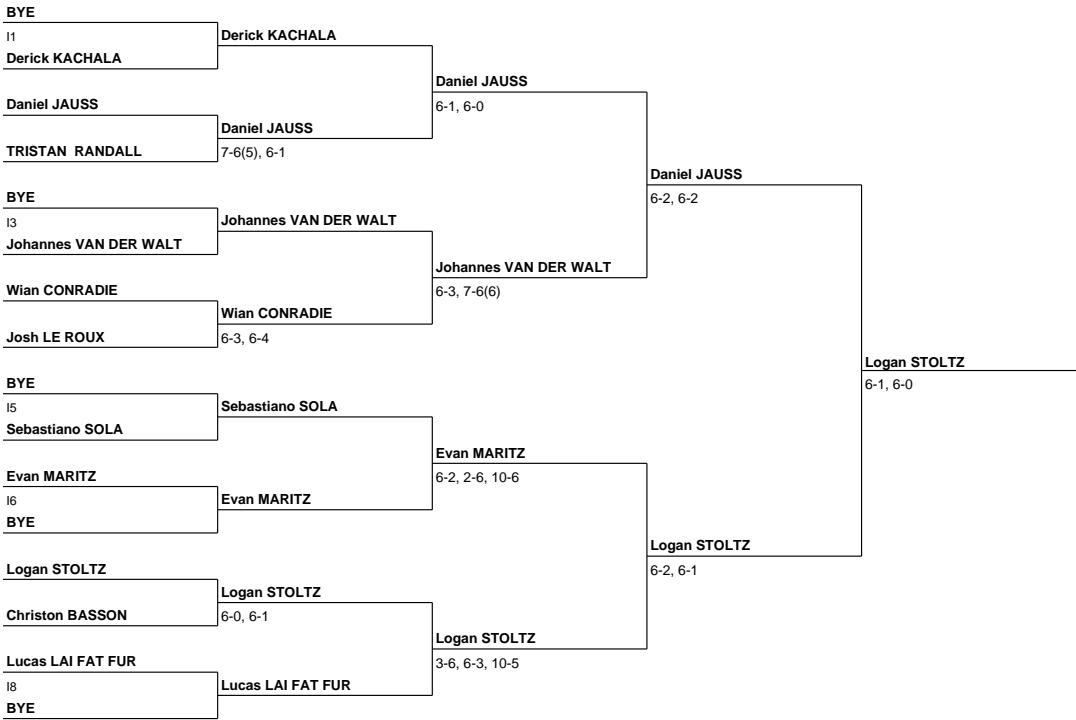 BYE
I1
Derick KACHALA
Daniel JAUSS
TRISTAN RANDALL
BYE
I3
Johannes VAN DER WALT
Wian CONRADIE
Josh LE ROUX
BYE
I5
Sebastiano SOLA
Evan MARITZ
I6
BYE
Logan STOLTZ
Christon BASSON
Lucas LAI FAT FUR
I8
BYE
Derick KACHALA
Daniel JAUSS
7-6(5), 6-1
Johannes VAN DER WALT
Wian CONRADIE
6-3, 6-4
Sebastiano SOLA
Evan MARITZ
Logan STOLTZ
6-0, 6-1
Lucas LAI FAT FUR
Daniel JAUSS
6-1, 6-0
Johannes VAN DER WALT
6-3, 7-6(6)
Evan MARITZ
6-2, 2-6, 10-6
Logan STOLTZ
3-6, 6-3, 10-5
Daniel JAUSS
6-2, 6-2
Logan STOLTZ
6-2, 6-1
Logan STOLTZ
6-1, 6-0